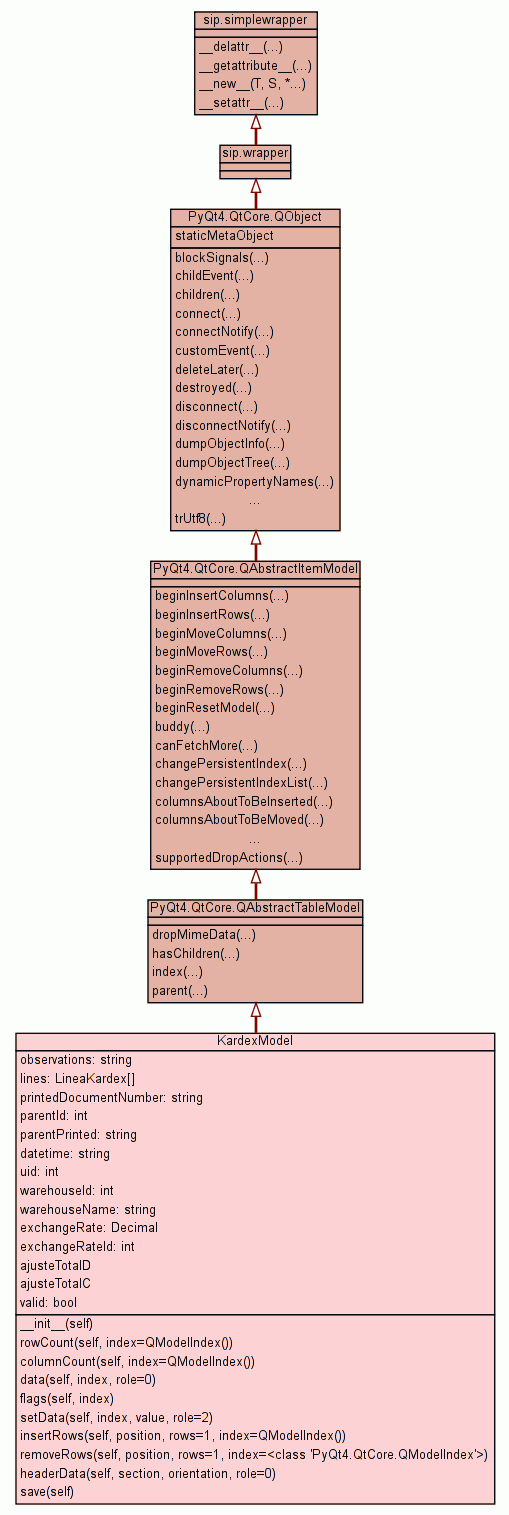 sip.simplewrapper
__delattr__(...)
__getattribute__(...)
__new__(T, S, *...)
__setattr__(...)
sip.wrapper
PyQt4.QtCore.QObject
staticMetaObject
blockSignals(...)
childEvent(...)
children(...)
connect(...)
connectNotify(...)
customEvent(...)
deleteLater(...)
destroyed(...)
disconnect(...)
disconnectNotify(...)
dumpObjectInfo(...)
dumpObjectTree(...)
dynamicPropertyNames(...)
...
trUtf8(...)
PyQt4.QtCore.QAbstractItemModel
beginInsertColumns(...)
beginInsertRows(...)
beginMoveColumns(...)
beginMoveRows(...)
beginRemoveColumns(...)
beginRemoveRows(...)
beginResetModel(...)
buddy(...)
canFetchMore(...)
changePersistentIndex(...)
changePersistentIndexList(...)
columnsAboutToBeInserted(...)
columnsAboutToBeMoved(...)
...
supportedDropActions(...)
PyQt4.QtCore.QAbstractTableModel
dropMimeData(...)
hasChildren(...)
index(...)
parent(...)
KardexModel
observations: string
lines: LineaKardex[]
printedDocumentNumber: string
parentId: int
parentPrinted: string
datetime: string
uid: int
warehouseId: int
warehouseName: string
exchangeRate: Decimal
exchangeRateId: int
ajusteTotalD
ajusteTotalC
valid: bool
__init__(self)
rowCount(self, index=QModelIndex())
columnCount(self, index=QModelIndex())
data(self, index, role=0)
flags(self, index)
setData(self, index, value, role=2)
insertRows(self, position, rows=1, index=QModelIndex())
removeRows(self, position, rows=1, index=<class 'PyQt4.QtCore.QModelIndex'>)
headerData(self, section, orientation, role=0)
save(self)